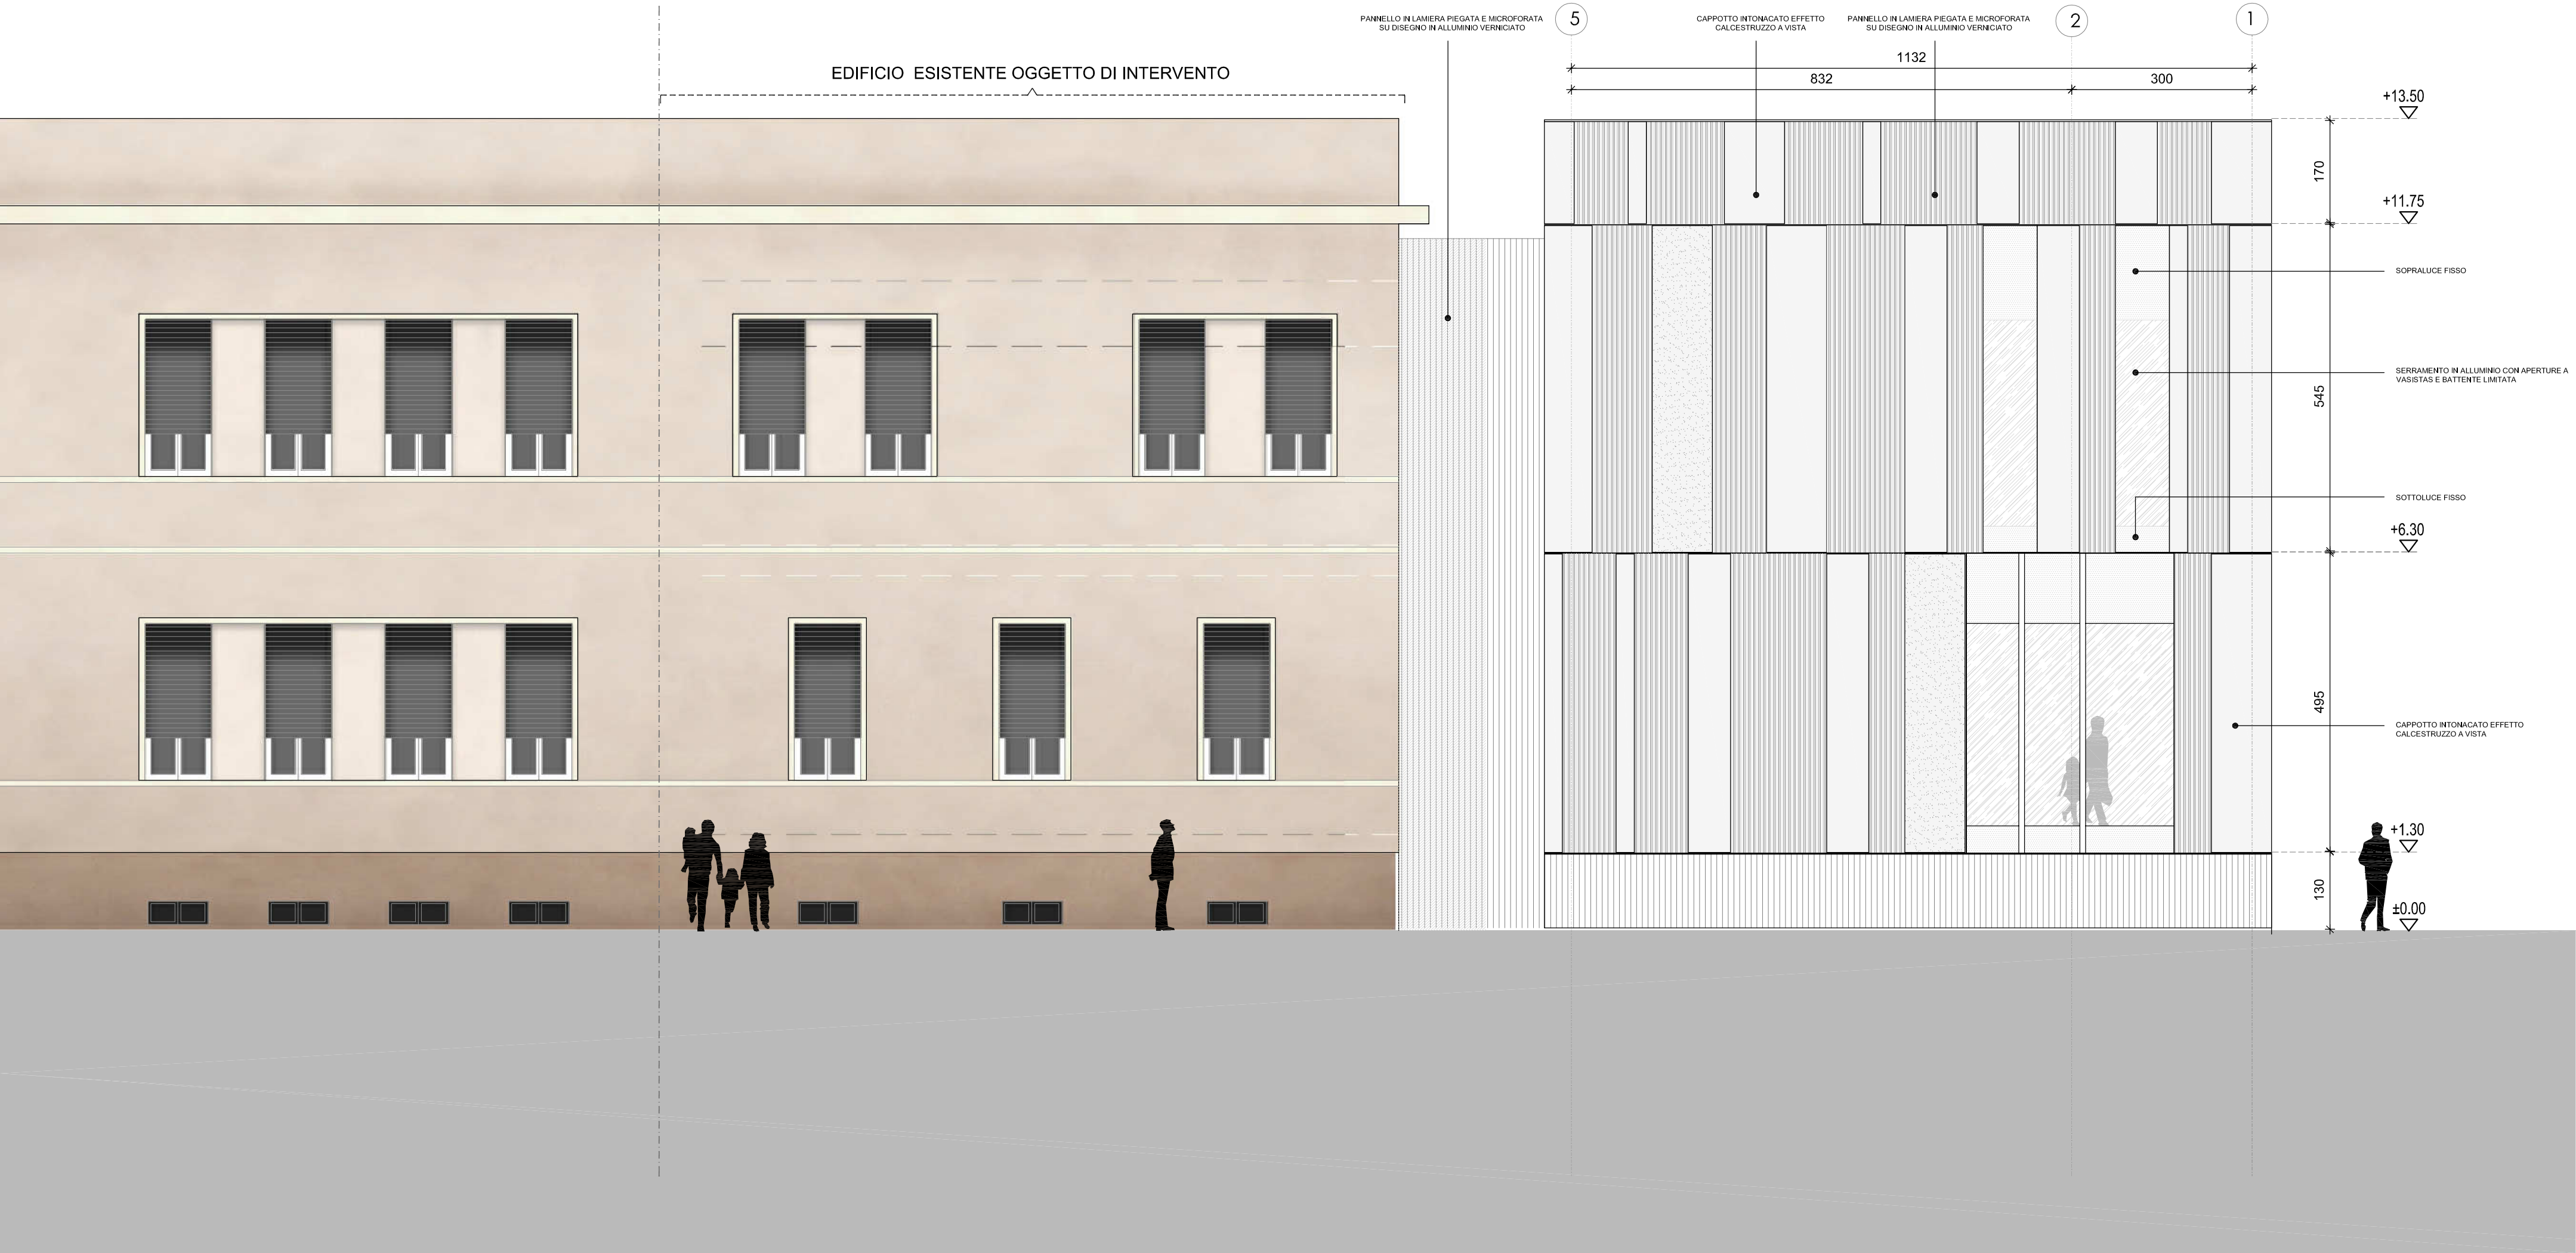 PANNELLO IN LAMIERA PIEGATA E MICROFORATA
SU DISEGNO IN ALLUMINIO VERNICIATO
5
CAPPOTTO INTONACATO EFFETTO
CALCESTRUZZO A VISTA
PANNELLO IN LAMIERA PIEGATA E MICROFORATA
SU DISEGNO IN ALLUMINIO VERNICIATO
2
1
EDIFICIO ESISTENTE OGGETTO DI INTERVENTO
1132
832
300
+13.50
170
+11.75
SOPRALUCE FISSO
SERRAMENTO IN ALLUMINIO CON APERTURE A
VASISTAS E BATTENTE LIMITATA
545
SOTTOLUCE FISSO
+6.30
495
CAPPOTTO INTONACATO EFFETTO
CALCESTRUZZO A VISTA
+1.30
130
±0.00